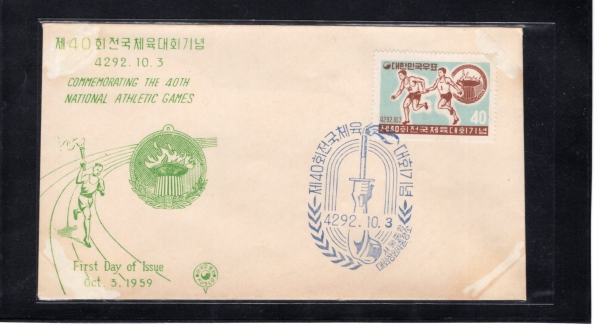 제40회전국체육대회기념
4292.10.3
COMMEMORATING THE 40TH
NATIONAL ATHLETIC GAMES
First Day of Issue
Oct. 3, 1959
대한민국우표
40
4292.10.3
제40회전국체육대회기념
제40회전국체육대회기념
4292.10.3